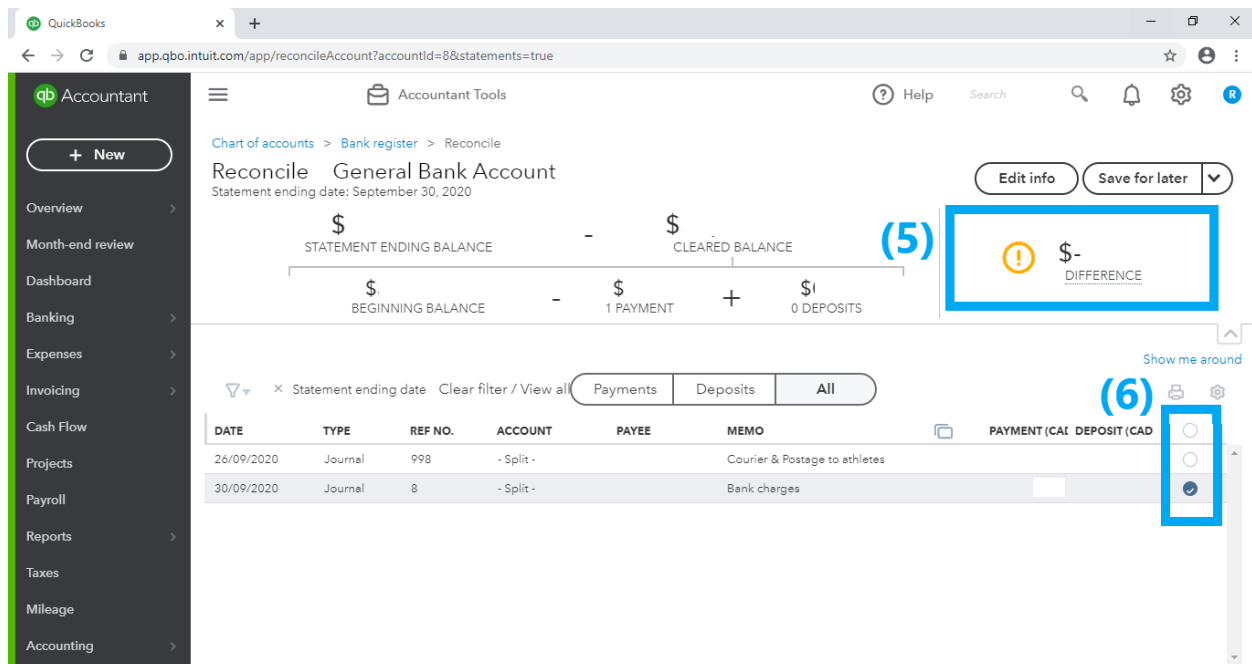 QuickBooks
app.qbo.intuit.com/app/reconcileAccount?accountId=8&statements=true
qb Accountant
Accountant Tools
? Help
Search
R
+ New
Chart of accounts > Bank register > Reconcile
Reconcile General Bank Account
Edit info
Save for later
Statement ending date: September 30, 2020
Overview
Month-end review
Dashboard
Banking
Expenses
Invoicing
Cash Flow
Projects
Payroll
Reports
Taxes
Mileage
Accounting
$ - $
STATEMENT ENDING BALANCE CLEARED BALANCE
(5)
! $-
DIFFERENCE
$ - $ + $
BEGINNING BALANCE 1 PAYMENT 0 DEPOSITS
Show me around
× Statement ending date Clear filter / View all Payments Deposits All
(6)
DATE TYPE REF NO. ACCOUNT PAYEE MEMO PAYMENT (CAD DEPOSIT (CAD
26/09/2020 Journal 998 - Split - Courier & Postage to athletes
30/09/2020 Journal 8 - Split - Bank charges